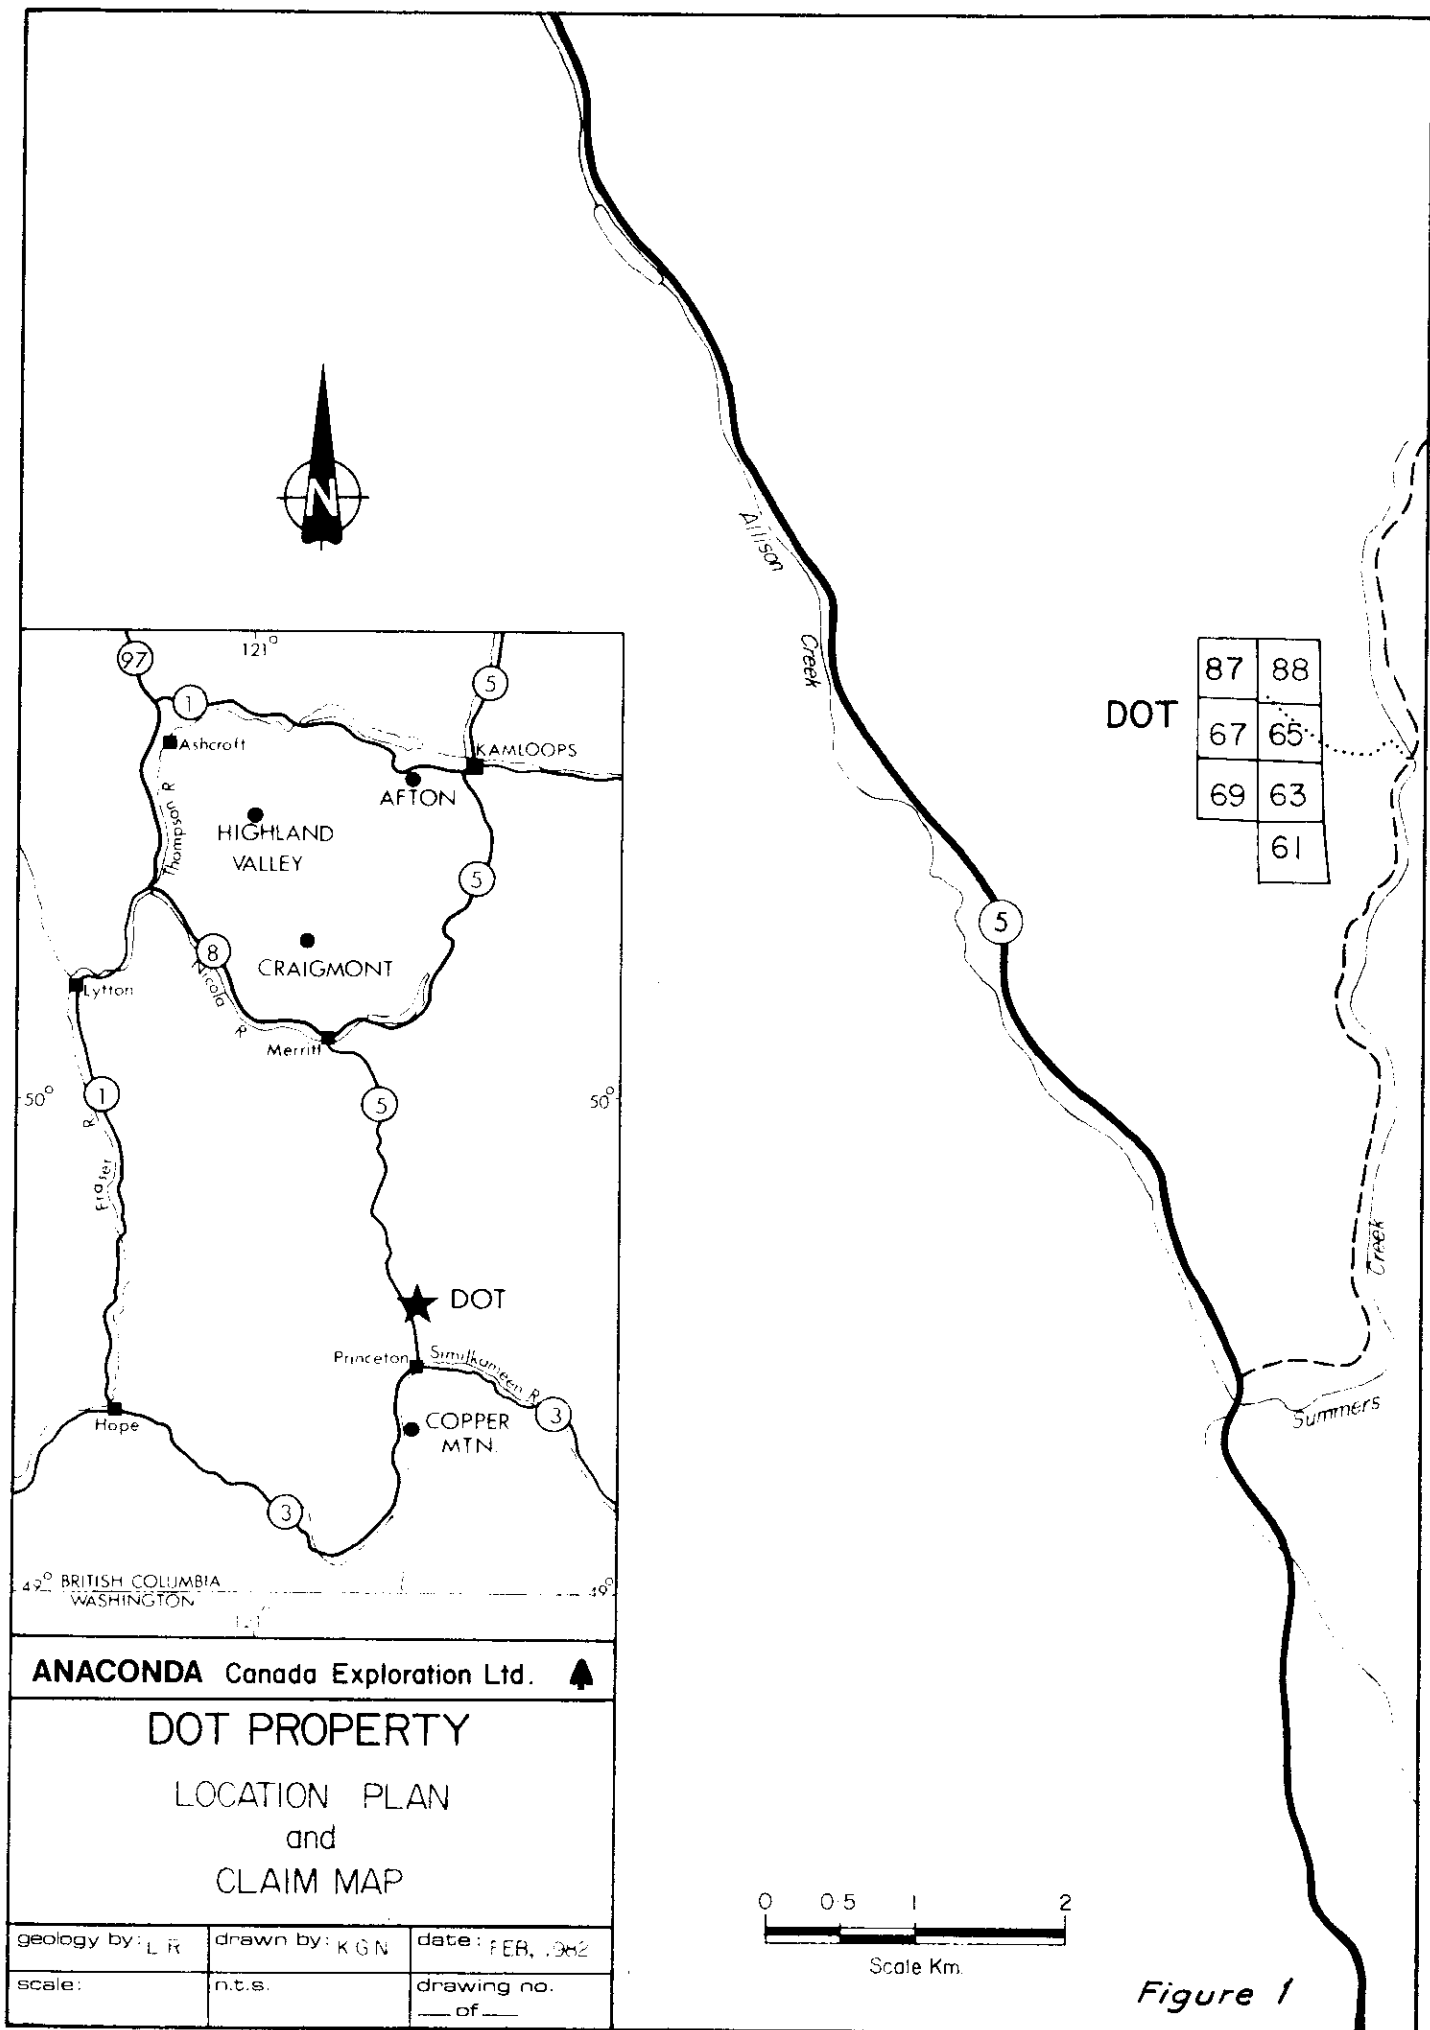 Allison
Creek
DOT
87 88
67 65
69 63
61
5
Creek
Summers
N
97
121°
1
5
Ashcroft
KAMLOOPS
AFTON
Thompson R
HIGHLAND
VALLEY
5
8
CRAIGMONT
Nicola
R
Lytton
Merritt
50°
1
5
50°
R
Fraser
DOT
Princeton
Similkameen R
3
Hope
COPPER
MTN.
3
49° BRITISH COLUMBIA
WASHINGTON
49°
121°
ANACONDA Canada Exploration Ltd.
DOT PROPERTY
LOCATION PLAN
and
CLAIM MAP
geology by: L R
drawn by: K G N
date: FEB, 1982
scale:
n.t.s.
drawing no.
__ of __
0 0·5 1 2
Scale Km.
Figure 1